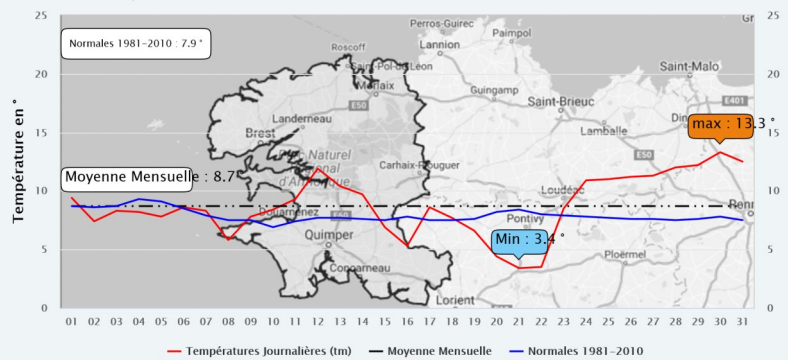 Perros-Guirec
Paimpol
Roscoff
Lannion
25
25
Normales 1981-2010 : 7.9 °
Saint-Pol-de-Léon
Saint-Malo
Morlaix
Guingamp
20
20
E50
Saint-Brieuc
E401
Landerneau
max : 13.3 °
Brest
Lamballe
15
15
Température en °
E50
Carhaix-Plouguer
Moyenne Mensuelle : 8.7°
Loudéac
10
10
Douarnenez
E60
Pontivy
Renn
Quimper
Min : 3.4 °
Ploërmel
5
5
Concarneau
Lorient
0
0
01 02 03 04 05 06 07 08 09 10 11 12 13 14 15 16 17 18 19 20 21 22 23 24 25 26 27 28 29 30 31
Températures Journalières (tm)
Moyenne Mensuelle
Normales 1981-2010